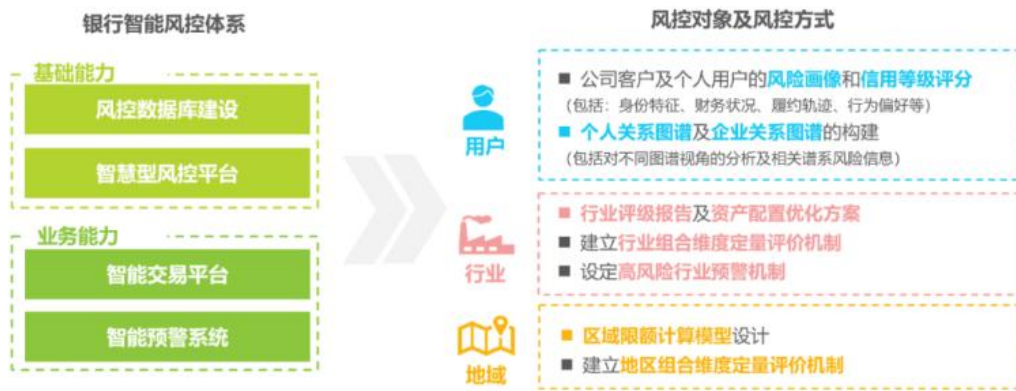 银行智能风控体系
基础能力
风控数据库建设
智慧型风控平台
业务能力
智能交易平台
智能预警系统
风控对象及风控方式
用户
■ 公司客户及个人用户的风险画像和信用等级评分
（包括：身份特征、财务状况、履约轨迹、行为偏好等）
■ 个人关系图谱及企业关系图谱的构建
（包括对不同图谱视角的分析及相关谱系风险信息）
行业
■ 行业评级报告及资产配置优化方案
■ 建立行业组合维度定量评价机制
■ 设定高风险行业预警机制
地域
■ 区域限额计算模型设计
■ 建立地区组合维度定量评价机制